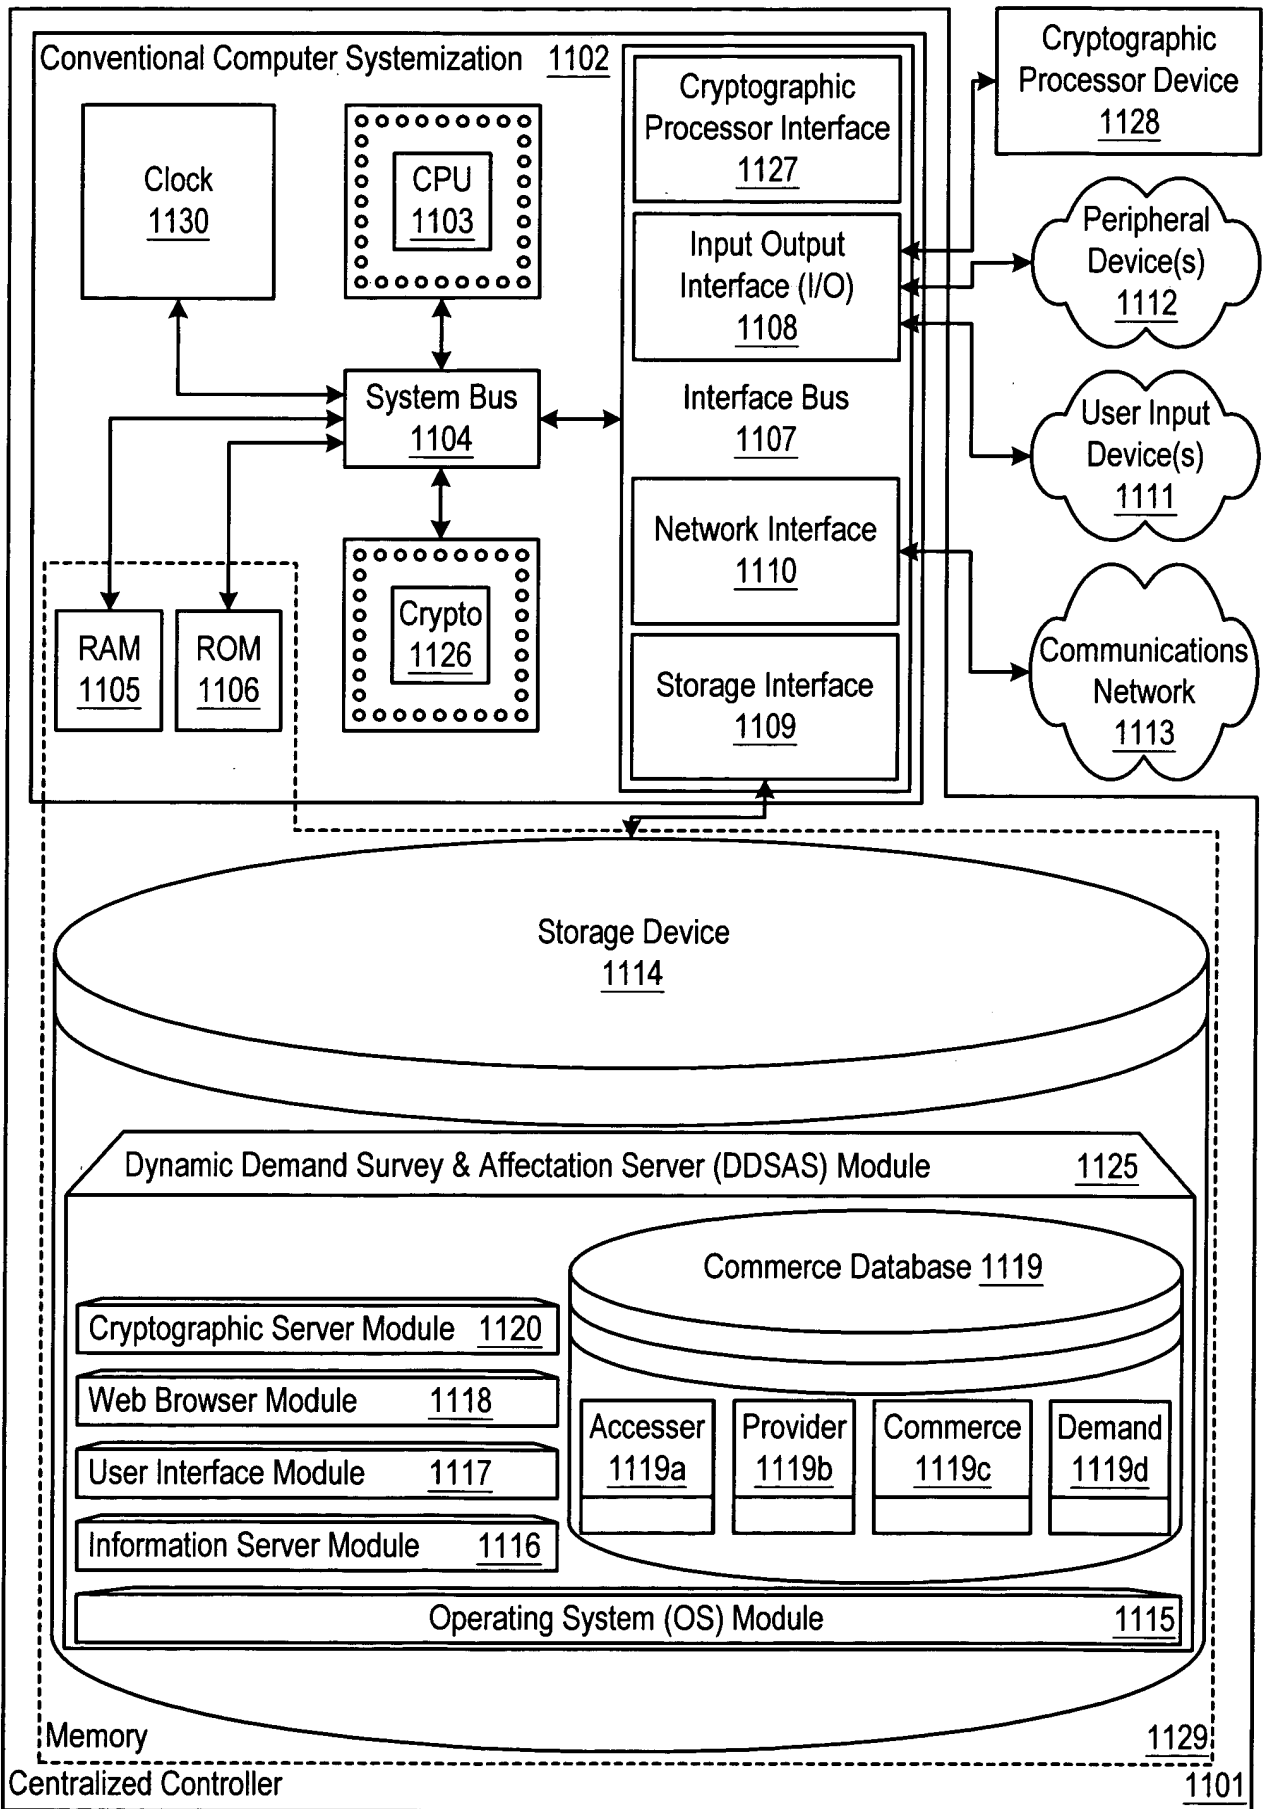 Conventional Computer Systemization 1102
Clock
1130
CPU
1103
Cryptographic
Processor Interface
1127
Input Output
Interface (I/O)
1108
Interface Bus
1107
Network Interface
1110
Storage Interface
1109
System Bus
1104
Crypto
1126
RAM
1105
ROM
1106
Cryptographic
Processor Device
1128
Peripheral
Device(s)
1112
User Input
Device(s)
1111
Communications
Network
1113
Storage Device
1114
Dynamic Demand Survey & Affectation Server (DDSAS) Module 1125
Commerce Database 1119
Cryptographic Server Module 1120
Web Browser Module 1118
User Interface Module 1117
Information Server Module 1116
Accesser
1119a
Provider
1119b
Commerce
1119c
Demand
1119d
Operating System (OS) Module 1115
Memory 1129
Centralized Controller 1101